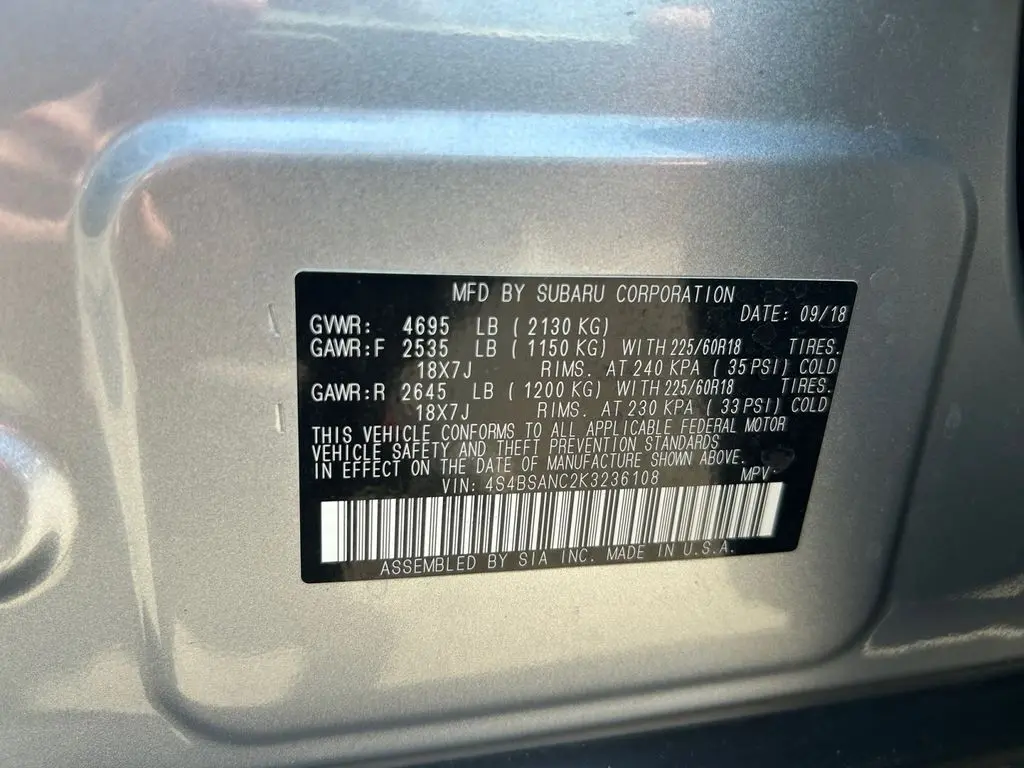 MFD BY SUBARU CORPORATION
DATE: 09/18
GVWR: 4695 LB ( 2130 KG)
GAWR:F 2535 LB ( 1150 KG) WITH 225/60R18 TIRES.
18X7J RIMS. AT 240 KPA ( 35 PSI) COLD
GAWR:R 2645 LB ( 1200 KG) WITH 225/60R18 TIRES.
18X7J RIMS. AT 230 KPA ( 33 PSI) COLD
THIS VEHICLE CONFORMS TO ALL APPLICABLE FEDERAL MOTOR
VEHICLE SAFETY AND THEFT PREVENTION STANDARDS
IN EFFECT ON THE DATE OF MANUFACTURE SHOWN ABOVE.
VIN: 4S4BSANC2K3236108 MPV
ASSEMBLED BY SIA INC. MADE IN U.S.A.